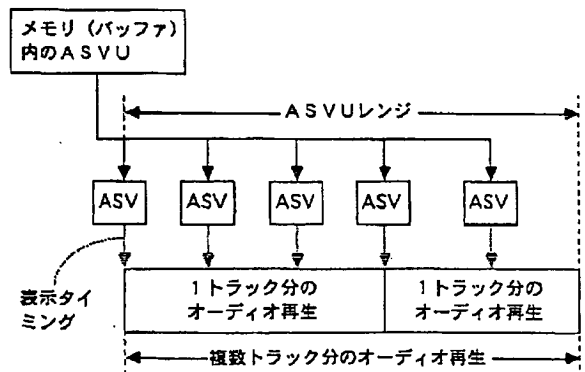 メモリ（バッファ）
内のＡＳＶＵ
ＡＳＶＵレンジ
ASV ASV ASV ASV ASV
表示タイ
ミング
１トラック分の
オーディオ再生
１トラック分の
オーディオ再生
複数トラック分のオーディオ再生